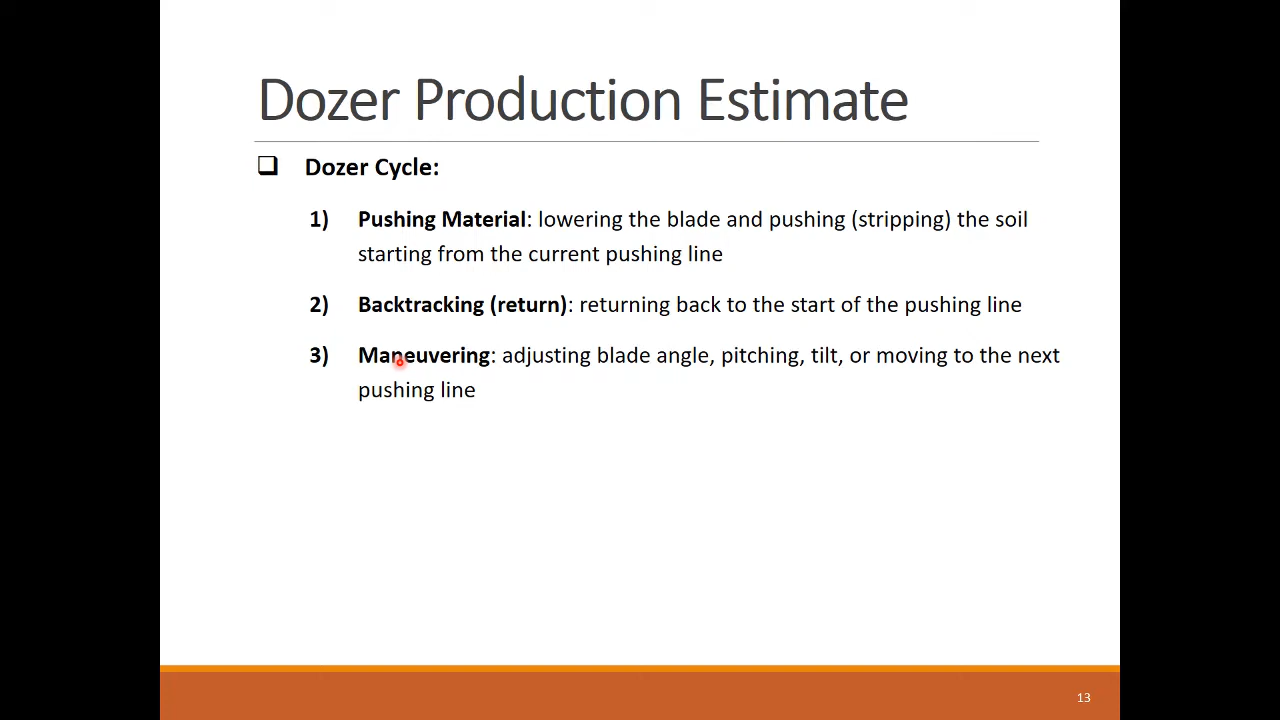 Dozer Production Estimate
❑ Dozer Cycle:
1) Pushing Material: lowering the blade and pushing (stripping) the soil
starting from the current pushing line
2) Backtracking (return): returning back to the start of the pushing line
3) Maneuvering: adjusting blade angle, pitching, tilt, or moving to the next
pushing line
13